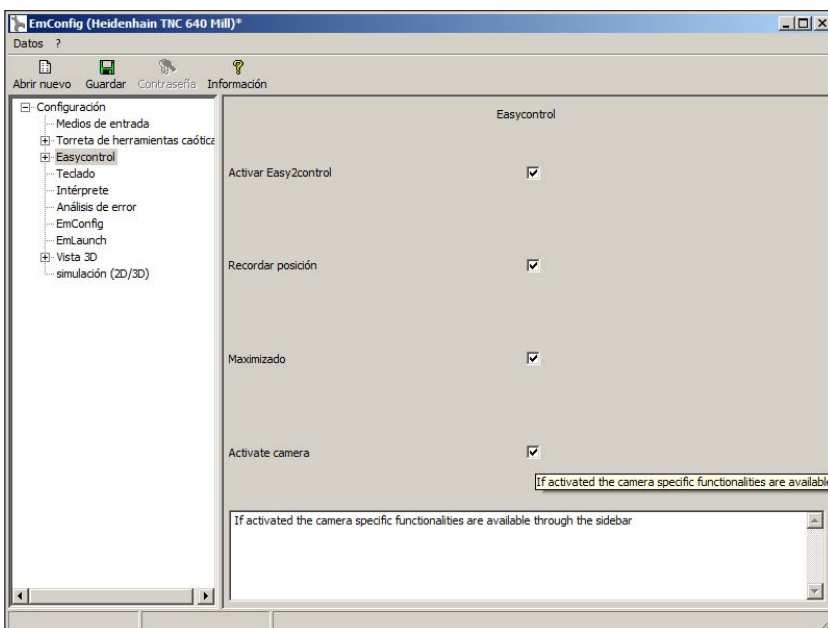 EmConfig (Heidenhain TNC 640 Mill)*
Datos ?
Abrir nuevo Guardar Contraseña Información
Configuración
Medios de entrada
Torreta de herramientas caótica
Easycontrol
Teclado
Intérprete
Análisis de error
EmConfig
EmLaunch
Vista 3D
simulación (2D/3D)
Easycontrol
Activar Easy2control
Recordar posición
Maximizado
Activate camera
If activated the camera specific functionalities are available
If activated the camera specific functionalities are available through the sidebar